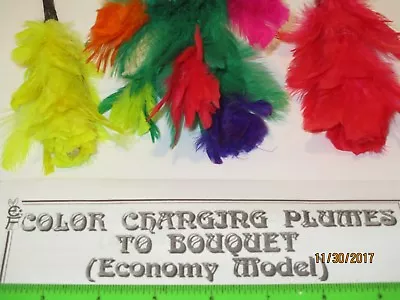 COLOR CHANGING PLUMES
TO BOUQUET
(Economy Model)
11/30/2017